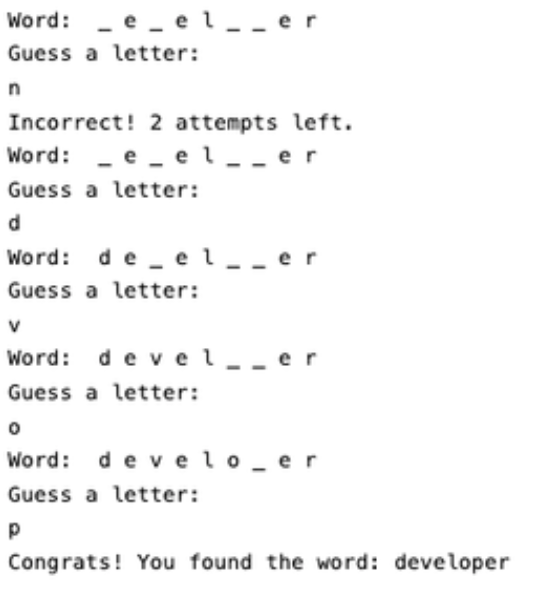 Word:  _ e _ e l _ _ e r
Guess a letter:
n
Incorrect! 2 attempts left.
Word:  _ e _ e l _ _ e r
Guess a letter:
d
Word:  d e _ e l _ _ e r
Guess a letter:
v
Word:  d e v e l _ _ e r
Guess a letter:
o
Word:  d e v e l o _ e r
Guess a letter:
p
Congrats! You found the word: developer